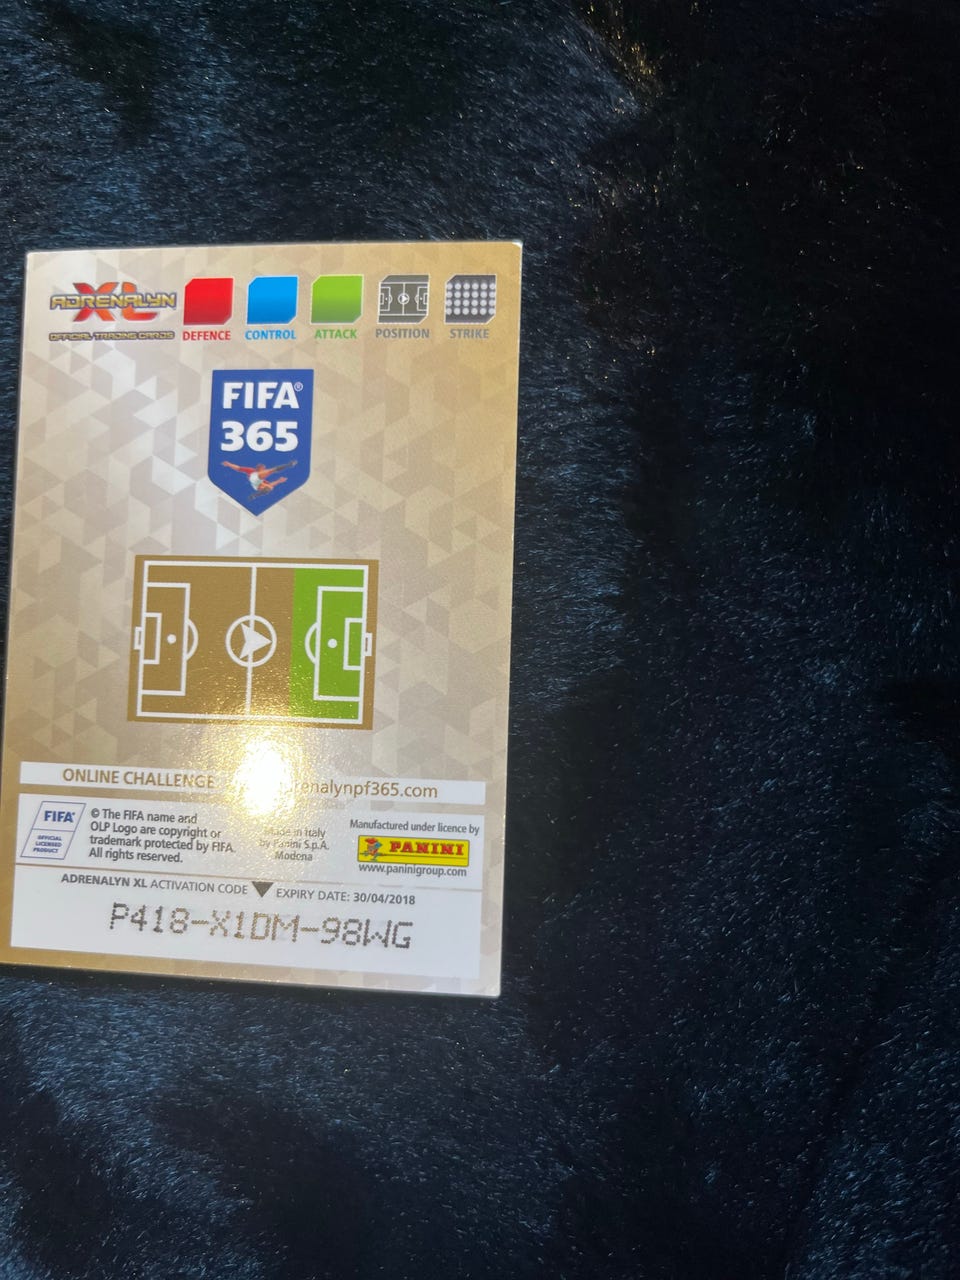 ADRENALYN XL
OFFICIAL TRADING CARDS
DEFENCE CONTROL ATTACK POSITION STRIKE
FIFA®
365
ONLINE CHALLENGE renalynpf365.com
FIFA®
OFFICIAL
LICENSED
PRODUCT
© The FIFA name and
OLP Logo are copyright or
trademark protected by FIFA.
All rights reserved.
Made in Italy
by Panini S.p.A.
Modena
Manufactured under licence by
PANINI
www.paninigroup.com
ADRENALYN XL ACTIVATION CODE EXPIRY DATE: 30/04/2018
P418-X1DM-98WG